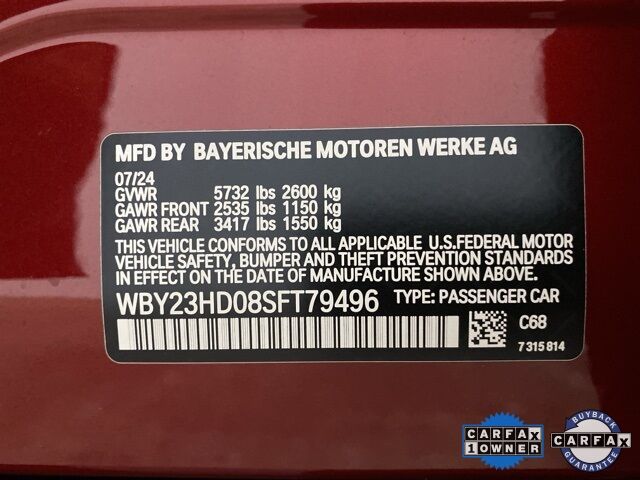 MFD BY BAYERISCHE MOTOREN WERKE AG
07/24
GVWR 5732 lbs 2600 kg
GAWR FRONT 2535 lbs 1150 kg
GAWR REAR 3417 lbs 1550 kg
THIS VEHICLE CONFORMS TO ALL APPLICABLE U.S.FEDERAL MOTOR
VEHICLE SAFETY, BUMPER AND THEFT PREVENTION STANDARDS
IN EFFECT ON THE DATE OF MANUFACTURE SHOWN ABOVE.
WBY23HD08SFT79496 TYPE: PASSENGER CAR
C68
7 315 814
CARFAX
1 OWNER
BUYBACK
CARFAX
GUARANTEE